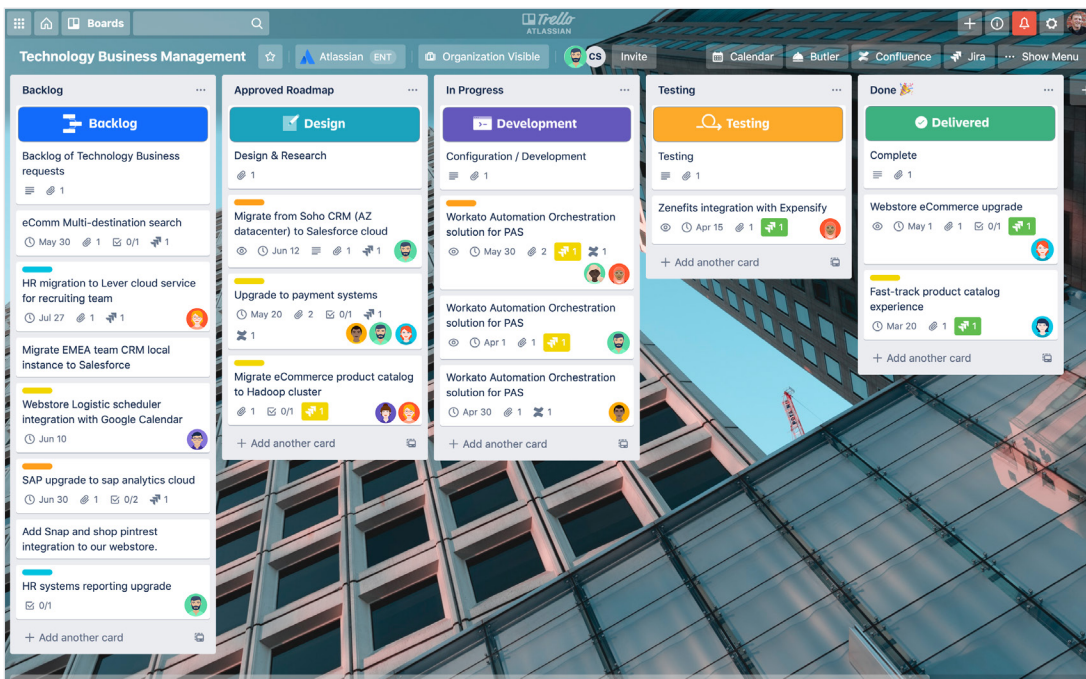 Boards
Trello
ATLASSIAN
Technology Business Management
Atlassian ENT
Organization Visible
CS
Invite
Calendar
Butler
Confluence
Jira
... Show Menu
Backlog
Backlog
Backlog of Technology Business
requests
1
eComm Multi-destination search
May 30 1 0/1 1
HR migration to Lever cloud service
for recruiting team
Jul 27 1 1
Migrate EMEA team CRM local
instance to Salesforce
Webstore Logistic scheduler
integration with Google Calendar
Jun 10
SAP upgrade to sap analytics cloud
Jun 30 1 0/2 1
Add Snap and shop pintrest
integration to our webstore.
HR systems reporting upgrade
0/1
+ Add another card
Approved Roadmap
Design
Design & Research
1
Migrate from Soho CRM (AZ
datacenter) to Salesforce cloud
Jun 12 1 1
Upgrade to payment systems
May 20 2 0/1 1
1
Migrate eCommerce product catalog
to Hadoop cluster
1 0/1 1
+ Add another card
In Progress
Development
Configuration / Development
1
Workato Automation Orchestration
solution for PAS
May 30 2 1 1
Workato Automation Orchestration
solution for PAS
Apr 1 1 1
Workato Automation Orchestration
solution for PAS
Apr 30 1 1
+ Add another card
Testing
Testing
Testing
1
Zenefits integration with Expensify
Apr 15 1 1
+ Add another card
Done 🎉
Delivered
Complete
1
Webstore eCommerce upgrade
May 1 1 0/1 1
Fast-track product catalog
experience
Mar 20 1 1
+ Add another card